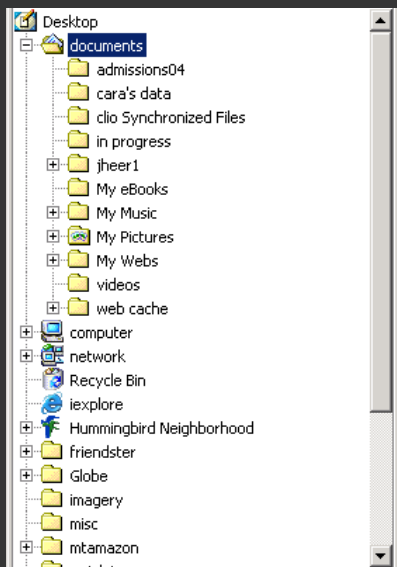 Desktop
documents
admissions04
cara's data
clio Synchronized Files
in progress
jheer1
My eBooks
My Music
My Pictures
My Webs
videos
web cache
computer
network
Recycle Bin
iexplore
Hummingbird Neighborhood
friendster
Globe
imagery
misc
mtamazon